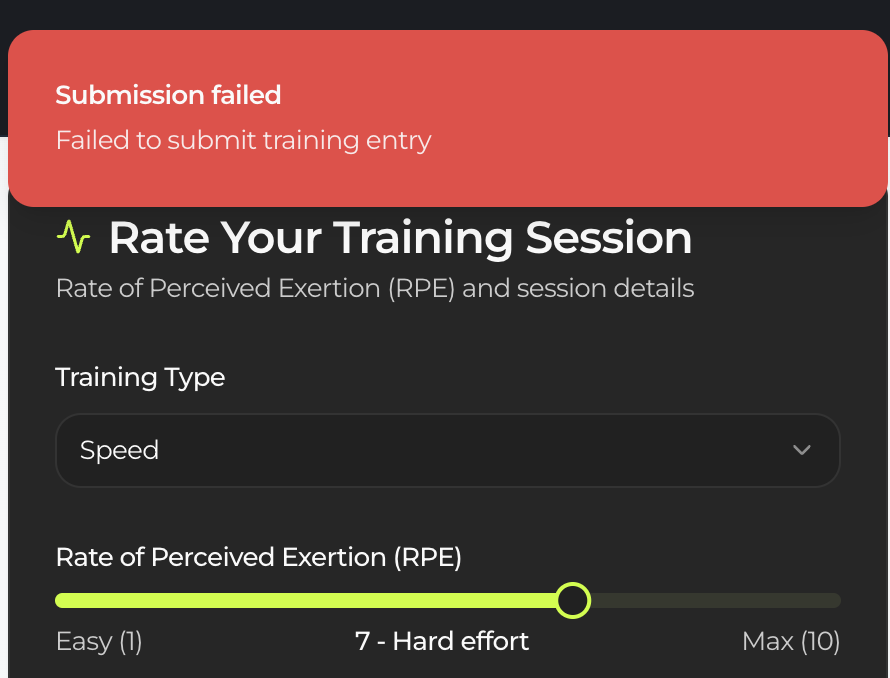 Submission failed
Failed to submit training entry
Rate Your Training Session
Rate of Perceived Exertion (RPE) and session details
Training Type
Speed
Rate of Perceived Exertion (RPE)
Easy (1) 7 - Hard effort Max (10)